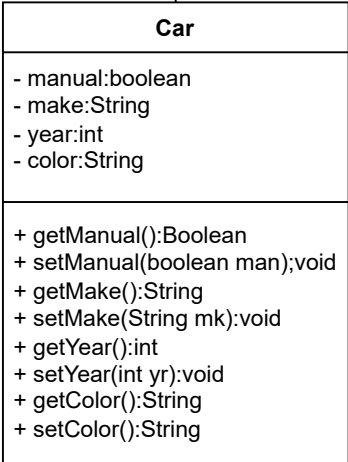 Car
- manual:boolean
- make:String
- year:int
- color:String
+ getManual():Boolean
+ setManual(boolean man);void
+ getMake():String
+ setMake(String mk):void
+ getYear():int
+ setYear(int yr):void
+ getColor():String
+ setColor():String